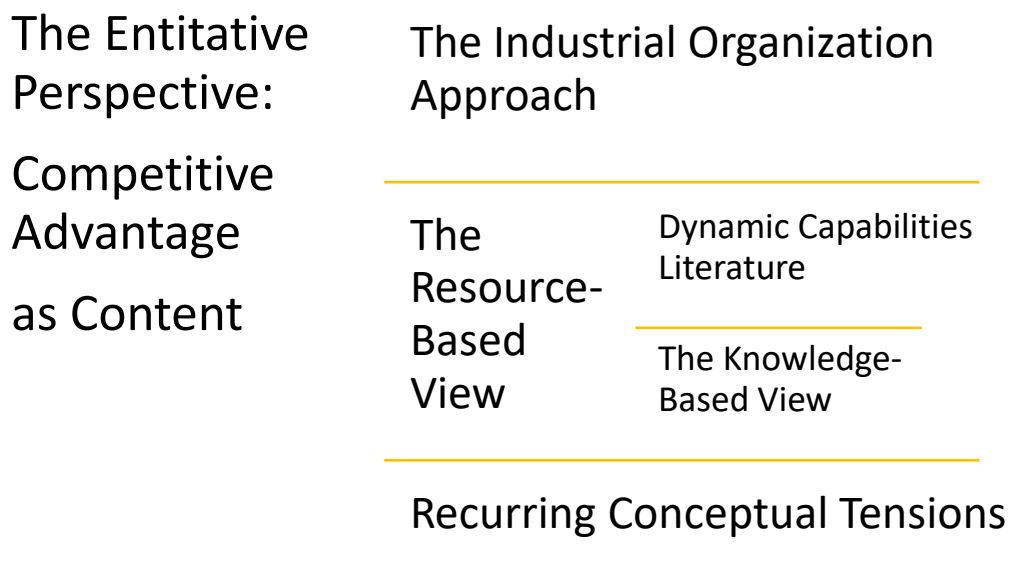 The Entitative
Perspective:
Competitive
Advantage
as Content
The Industrial Organization
Approach
The
Resource-
Based
View
Dynamic Capabilities
Literature
The Knowledge-
Based View
Recurring Conceptual Tensions